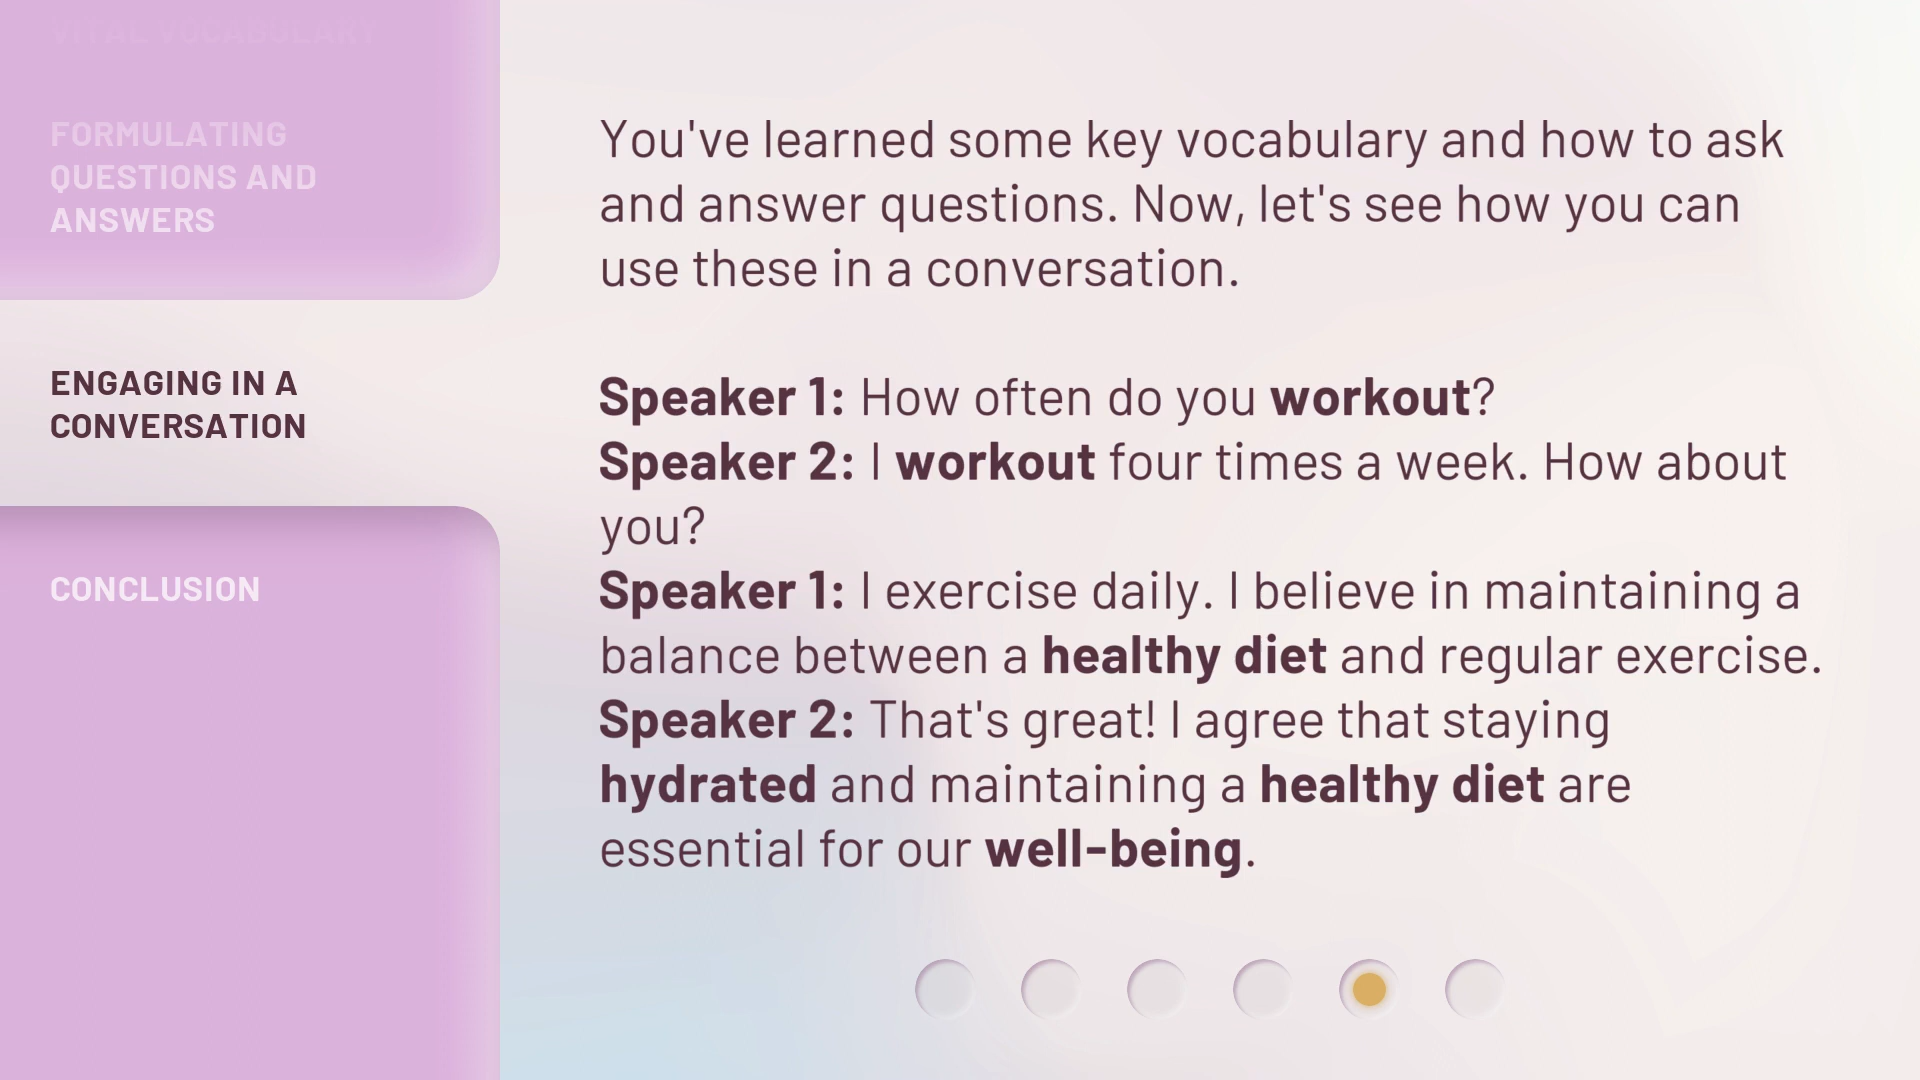 VITAL VOCABULARY
FORMULATING
QUESTIONS AND
ANSWERS
ENGAGING IN A
CONVERSATION
CONCLUSION
You've learned some key vocabulary and how to ask
and answer questions. Now, let's see how you can
use these in a conversation.
Speaker 1: How often do you workout?
Speaker 2: I workout four times a week. How about
you?
Speaker 1: I exercise daily. I believe in maintaining a
balance between a healthy diet and regular exercise.
Speaker 2: That's great! I agree that staying
hydrated and maintaining a healthy diet are
essential for our well-being.